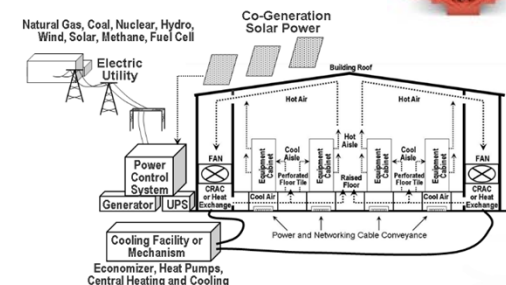 Natural Gas, Coal, Nuclear, Hydro,
Wind, Solar, Methane, Fuel Cell
Co-Generation
Solar Power
Electric
Utility
Building Roof
Hot Air
Hot Air
Hot
Aisle
Cool
Aisle
Cool
Aisle
Equipment
Cabinet
Equipment
Cabinet
Equipment
Cabinet
Equipment
Cabinet
FAN
FAN
Perforated
Floor Tile
Raised
Floor
Perforated
Floor Tile
Power
Control
System
CRAC
or Heat
Exchange
Cool Air
Cool Air
CRAC
or Heat
Exchange
Generator
UPS
Power and Networking Cable Conveyance
Cooling Facility or
Mechanism
Economizer, Heat Pumps,
Central Heating and Cooling